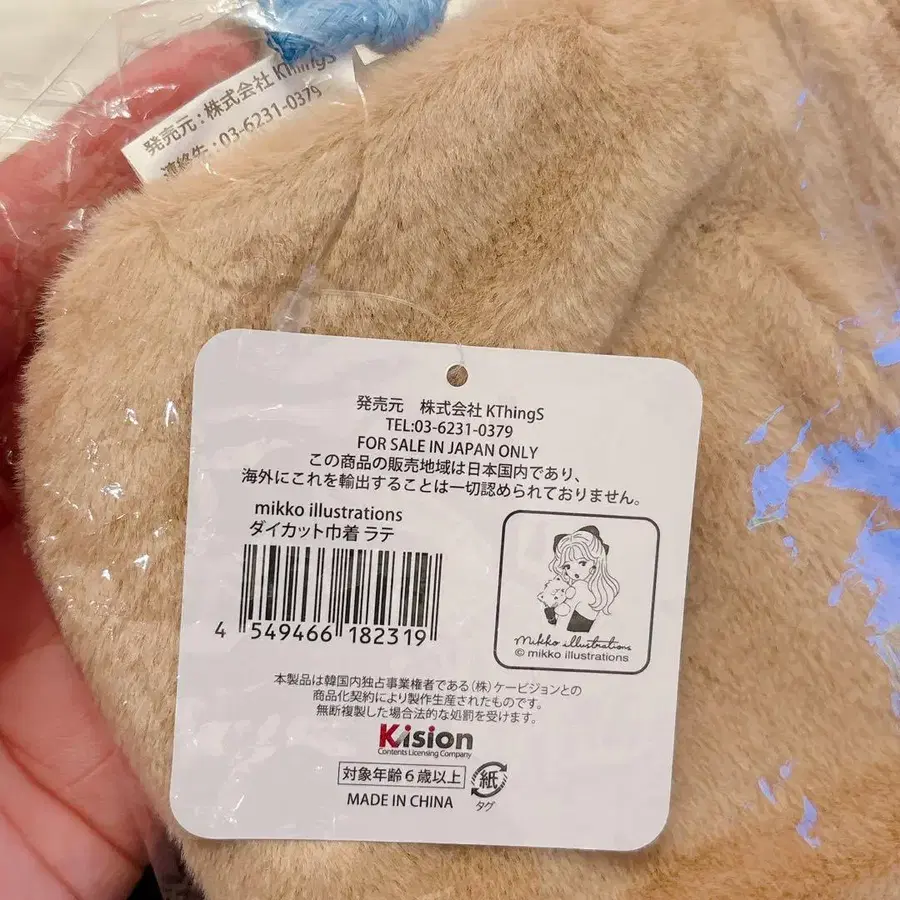 発売元：株式会社 KThingS
連絡先：03-6231-0379
発売元 株式会社 KThingS
TEL:03-6231-0379
FOR SALE IN JAPAN ONLY
この商品の販売地域は日本国内であり、
海外にこれを輸出することは一切認められておりません。
mikko illustrations
ダイカット巾着 ラテ
4 549466 182319
mikko illustrations
© mikko illustrations
本製品は韓国内独占事業権者である(株)ケービジョンとの
商品化契約により製作生産されたものです。
無断複製した場合法的な処罰を受けます。
Kision
Contents Licensing Company
対象年齢6歳以上
紙
タグ
MADE IN CHINA